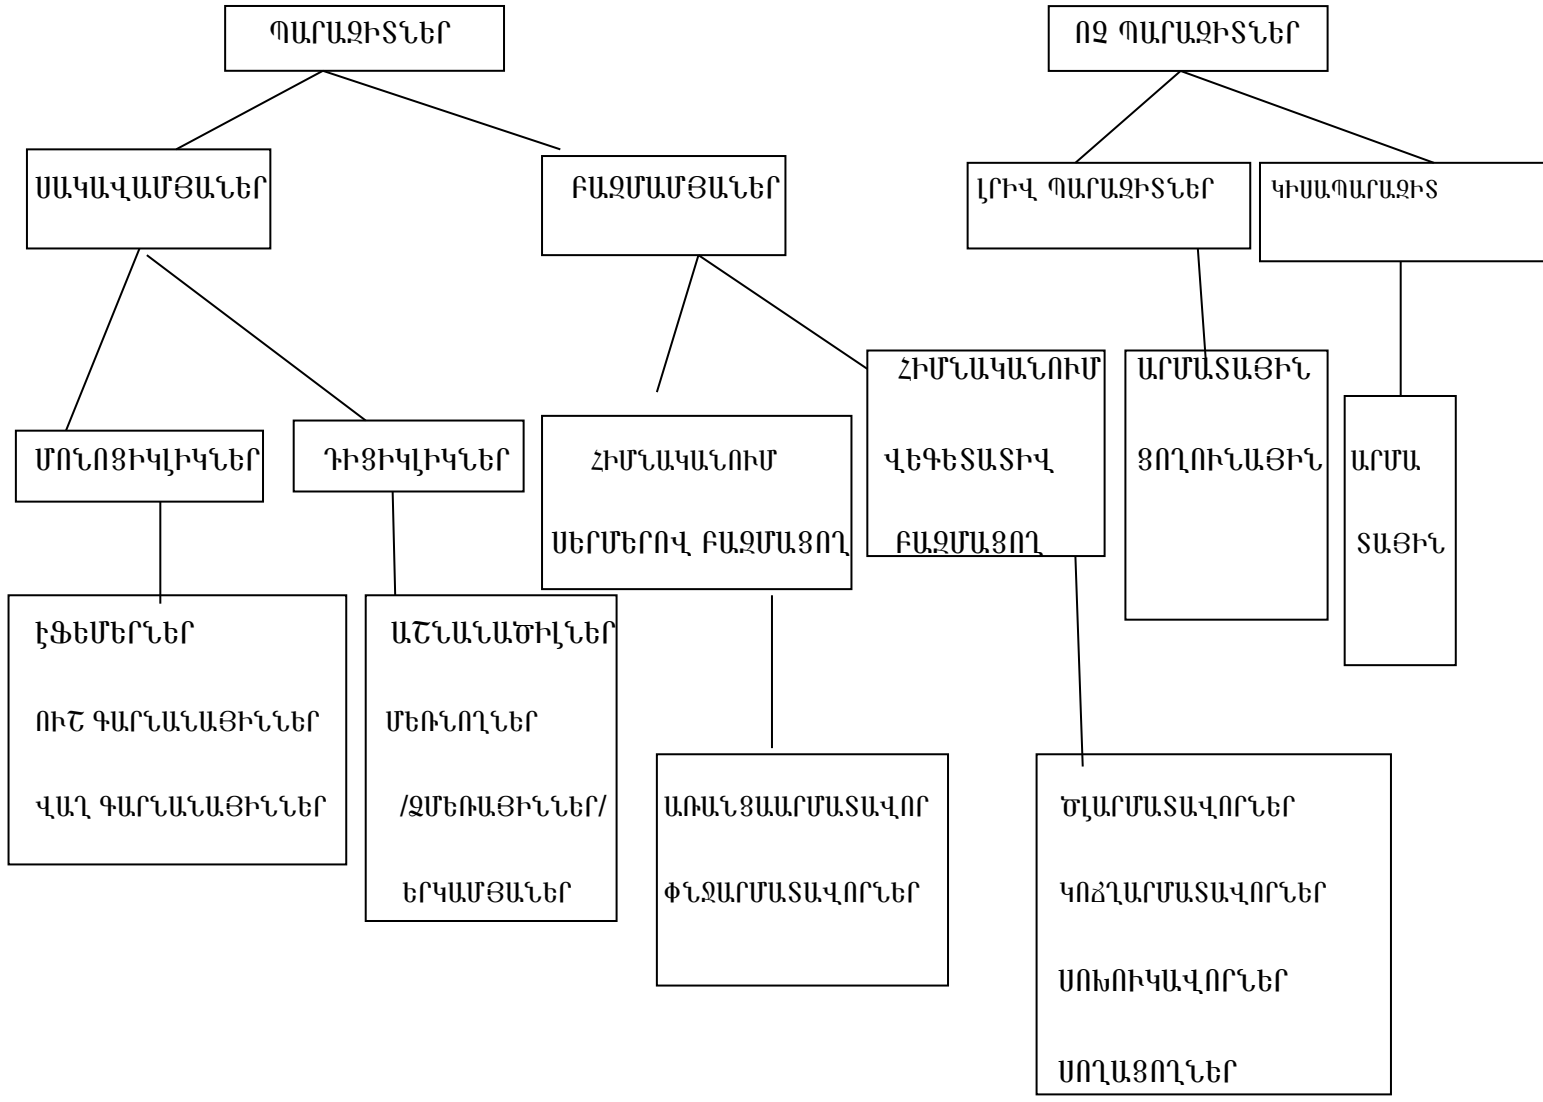 ՊԱՐԱԶԻՏՆԵՐ
ՈՉ ՊԱՐԱԶԻՏՆԵՐ
ՍԱԿԱՎԱՄՅԱՆԵՐ
ԲԱԶՄԱՄՅԱՆԵՐ
ԼՐԻՎ ՊԱՐԱԶԻՏՆԵՐ
ԿԻՍԱՊԱՐԱԶԻՏ
ՄՈՆՈՑԻԿԼԻԿՆԵՐ
ԴԻՑԻԿԼԻԿՆԵՐ
ՀԻՄՆԱԿԱՆՈՒՄ
ՍԵՐՄԵՐՈՎ ԲԱԶՄԱՑՈՂ
ՀԻՄՆԱԿԱՆՈՒՄ
ՎԵԳԵՏԱՏԻՎ
ԲԱԶՄԱՑՈՂ
ԱՐՄԱՏԱՅԻՆ
ՑՈՂՈՒՆԱՅԻՆ
ԱՐՄԱ
ՏԱՅԻՆ
ԷՖԵՄԵՐՆԵՐ
ՈՒՇ ԳԱՐՆԱՆԱՅԻՆՆԵՐ
ՎԱՂ ԳԱՐՆԱՆԱՅԻՆՆԵՐ
ԱՇՆԱՆԱԾԻԼՆԵՐ
ՄԵՌՆՈՂՆԵՐ
/ՁՄԵՌԱՅԻՆՆԵՐ/
ԵՐԿԱՄՅԱՆԵՐ
ԱՌԱՆՑԱԱՐՄԱՏԱՎՈՐ
ՓՆՋԱՐՄԱՏԱՎՈՐՆԵՐ
ԾԼԱՐՄԱՏԱՎՈՐՆԵՐ
ԿՈՃՂԱՐՄԱՏԱՎՈՐՆԵՐ
ՍՈԽՈՒԿԱՎՈՐՆԵՐ
ՍՈՂԱՑՈՂՆԵՐ